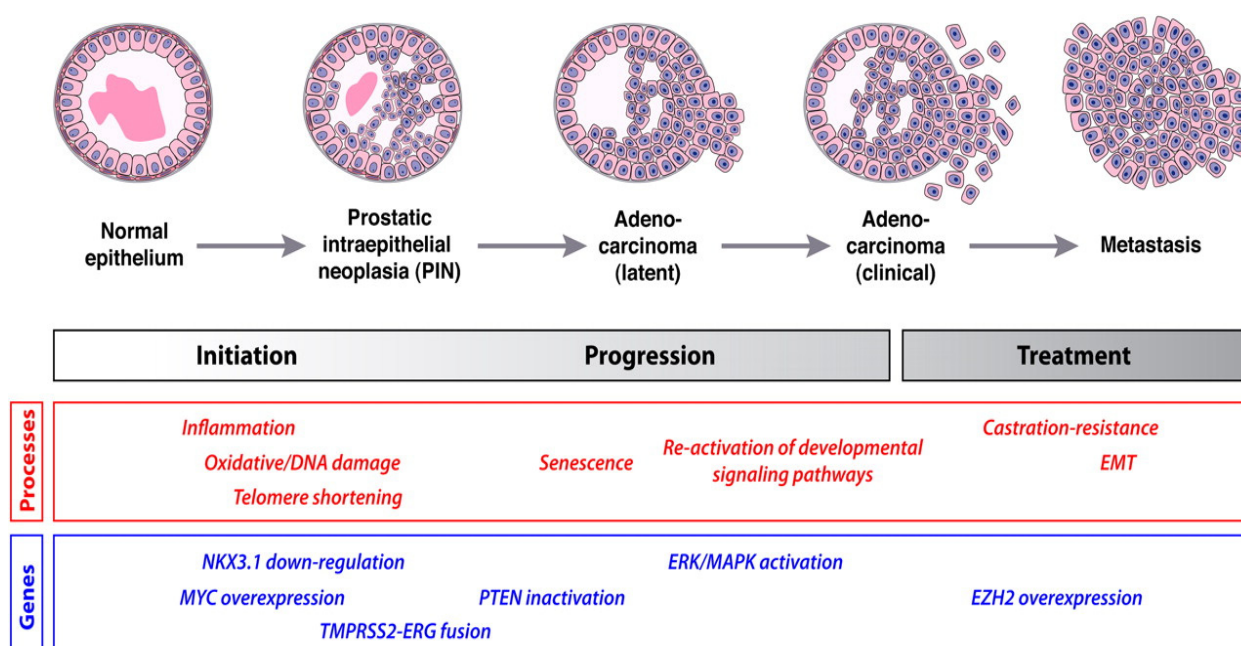 Normal
epithelium
Prostatic
intraepithelial
neoplasia (PIN)
Adeno-
carcinoma
(latent)
Adeno-
carcinoma
(clinical)
Metastasis
Initiation
Progression
Treatment
Processes
Inflammation
Oxidative/DNA damage
Telomere shortening
Senescence
Re-activation of developmental
signaling pathways
Castration-resistance
EMT
Genes
NKX3.1 down-regulation
MYC overexpression
TMPRSS2-ERG fusion
PTEN inactivation
ERK/MAPK activation
EZH2 overexpression